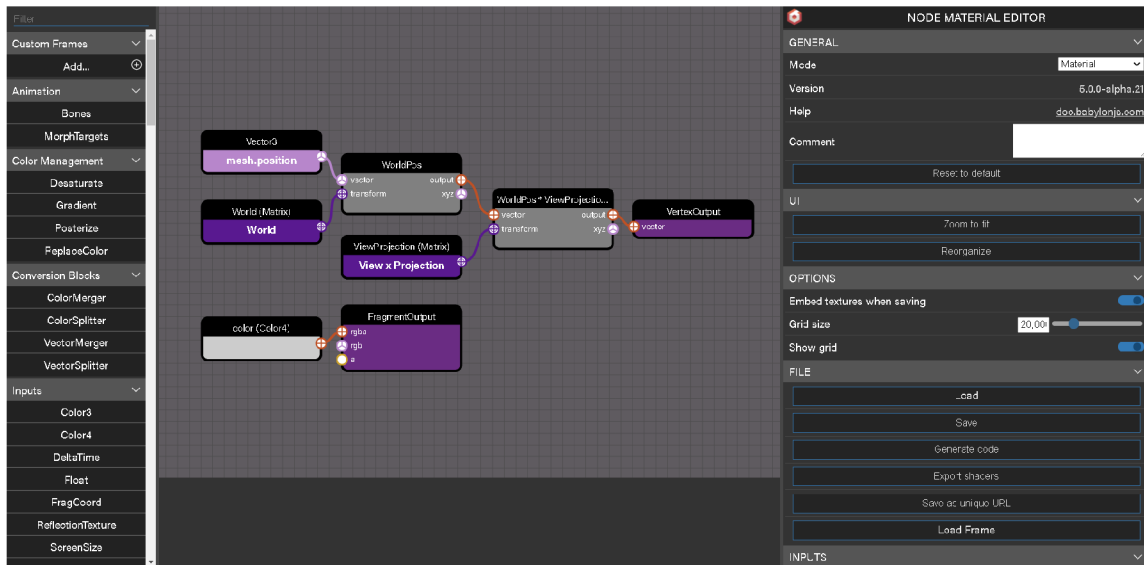 Filter
Custom Frames
Add...
Animation
Bones
MorphTargets
Color Management
Desaturate
Gradient
Posterize
ReplaceColor
Conversion Blocks
ColorMerger
ColorSplitter
VectorMerger
VectorSplitter
Inputs
Color3
Color4
DeltaTime
Float
FragCoord
ReflectionTexture
ScreenSize
Vector3
mesh.position
World (Matrix)
World
WorldPos
vector output
transform xyz
ViewProjection (Matrix)
View x Projection
WorldPos * ViewProjectio...
vector output
transform xyz
VertexOutput
vector
color (Color4)
FragmentOutput
rgba
rgb
a
NODE MATERIAL EDITOR
GENERAL
Mode Material
Version 5.0.0-alpha.21
Help doc.babylonjs.com
Comment
Reset to default
UI
Zoom to fit
Reorganize
OPTIONS
Embed textures when saving
Grid size 20,00
Show grid
FILE
Load
Save
Generate code
Export shaders
Save as unique URL
Load Frame
INPUTS